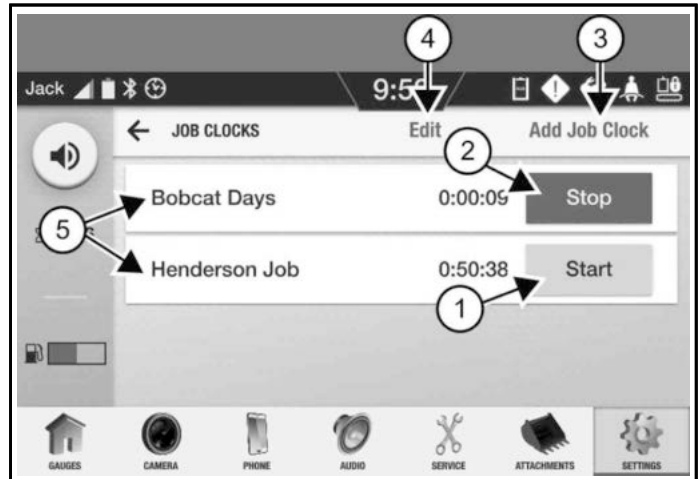 4
3
Jack 9:5
JOB CLOCKS Edit Add Job Clock
2
Bobcat Days 0:00:09 Stop
5
Henderson Job 0:50:38 Start
1
GAUGES CAMERA PHONE AUDIO SERVICE ATTACHMENTS SETTINGS